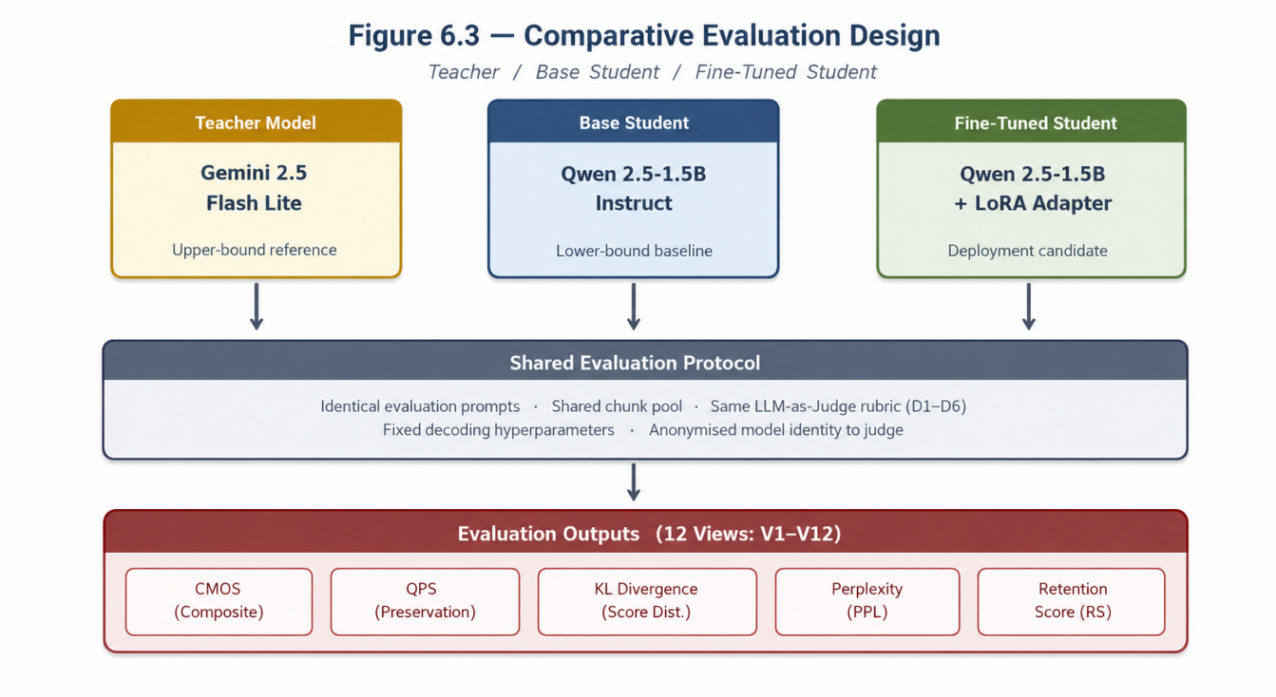 Figure 6.3 — Comparative Evaluation Design
Teacher / Base Student / Fine-Tuned Student
Teacher Model
Gemini 2.5
Flash Lite
Upper-bound reference
Base Student
Qwen 2.5-1.5B
Instruct
Lower-bound baseline
Fine-Tuned Student
Qwen 2.5-1.5B
+ LoRA Adapter
Deployment candidate
Shared Evaluation Protocol
Identical evaluation prompts · Shared chunk pool · Same LLM-as-Judge rubric (D1–D6)
Fixed decoding hyperparameters · Anonymised model identity to judge
Evaluation Outputs (12 Views: V1–V12)
CMOS
(Composite)
QPS
(Preservation)
KL Divergence
(Score Dist.)
Perplexity
(PPL)
Retention
Score (RS)